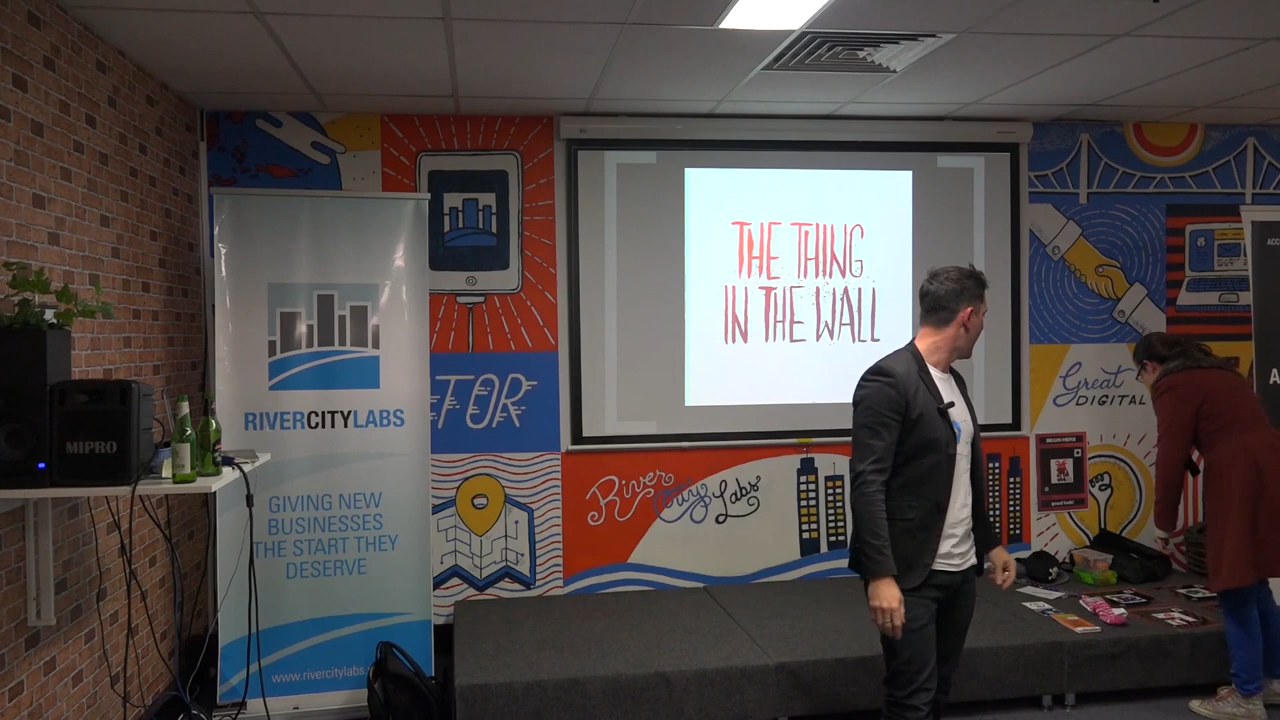 MIPRO
RIVERCITYLABS
GIVING NEW
BUSINESSES
THE START THEY
DESERVE
www.rivercitylabs.
TOR
THE THING
IN THE WALL
River City Labs
Great
DIGITAL